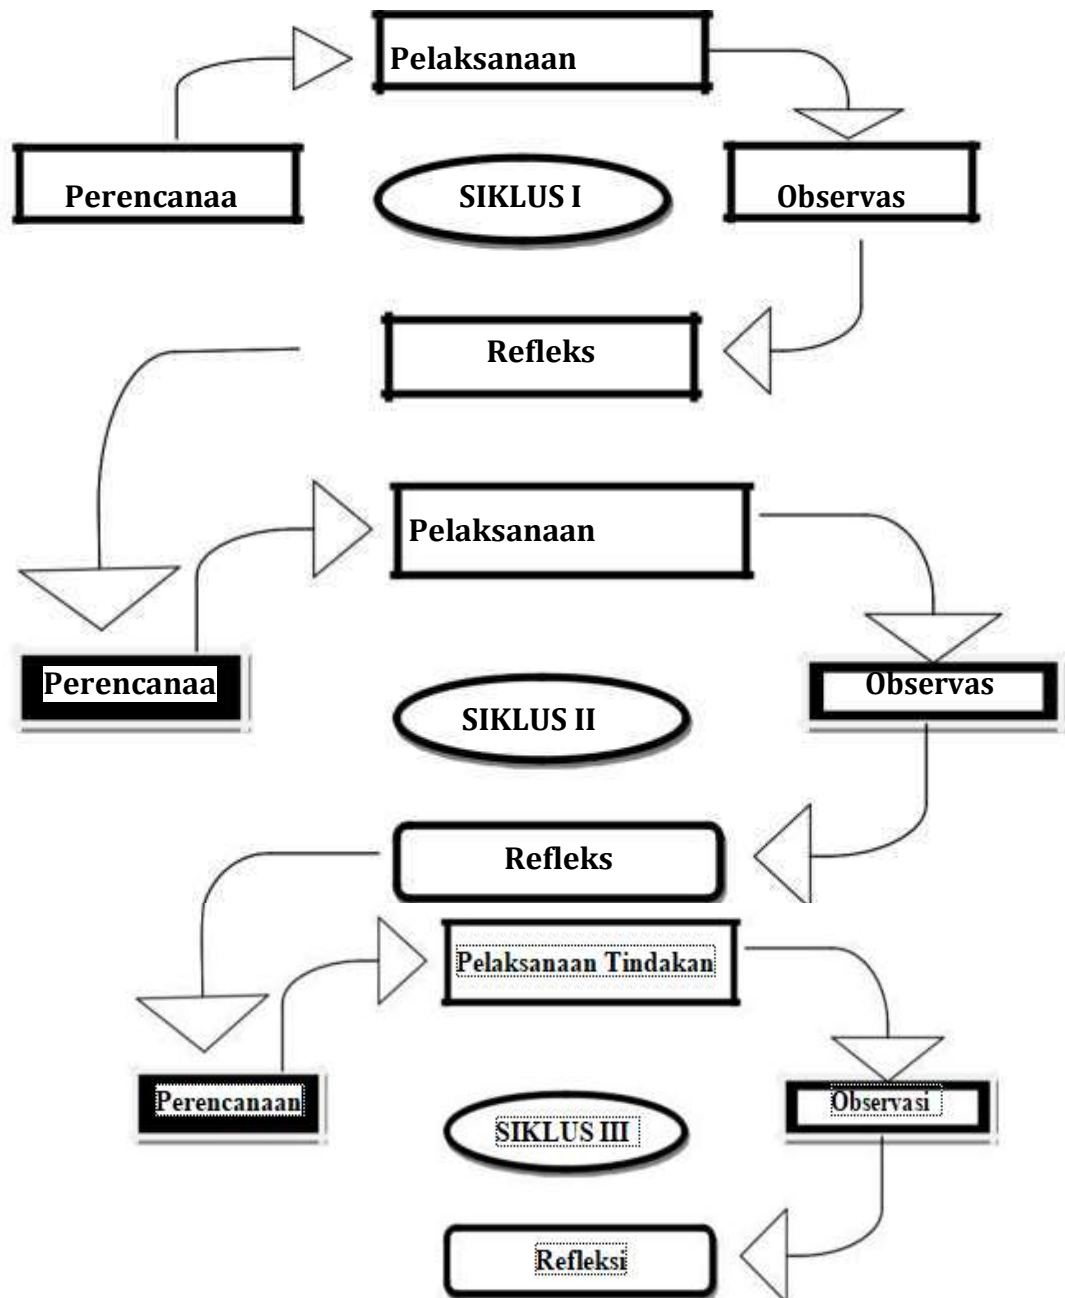 Pelaksanaan
Perencanaa
SIKLUS I
Observas
Refleks
Pelaksanaan
Perencanaa
SIKLUS II
Observas
Refleks
Pelaksanaan Tindakan
Perencanaan
SIKLUS III
Observasi
Refleksi